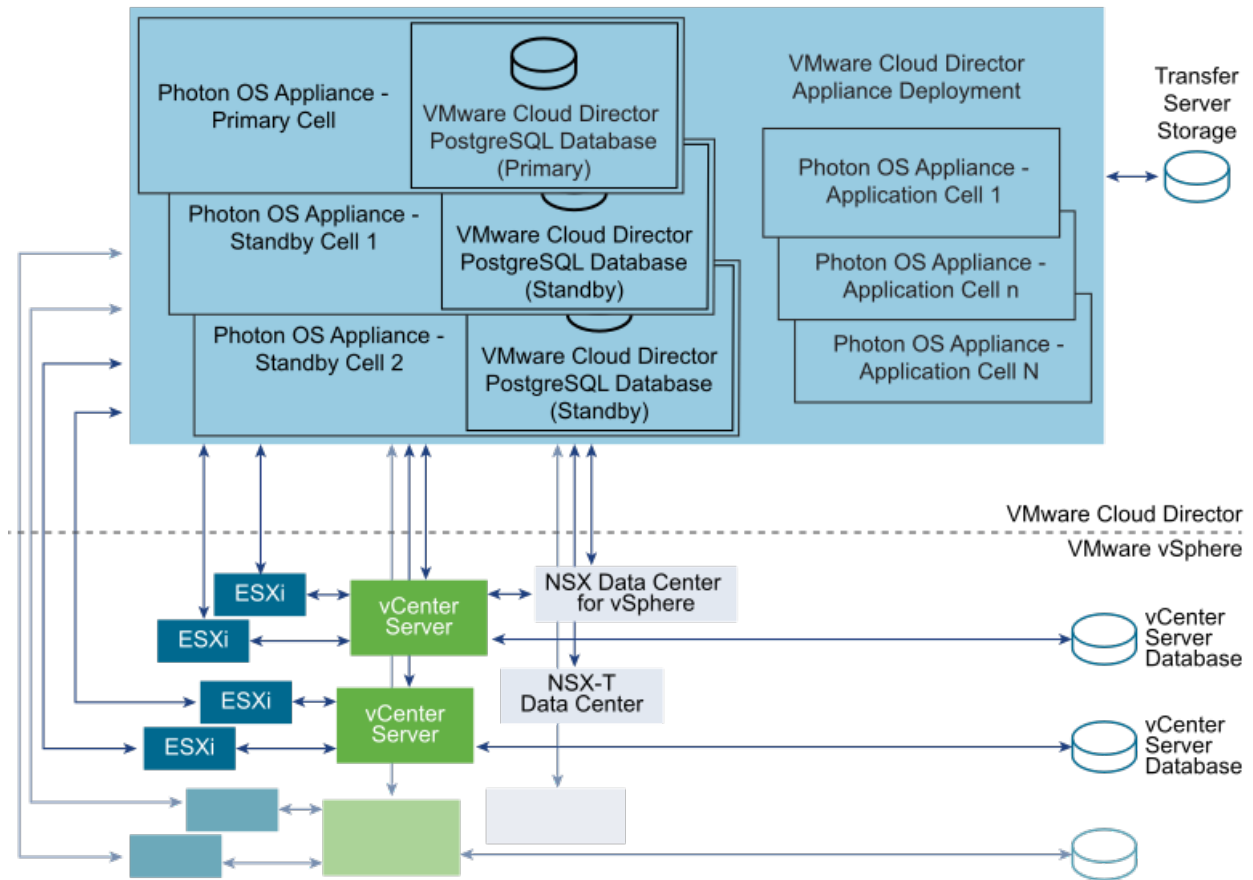 Photon OS Appliance -
Primary Cell
VMware Cloud Director
PostgreSQL Database
(Primary)
Photon OS Appliance -
Standby Cell 1
VMware Cloud Director
PostgreSQL Database
(Standby)
Photon OS Appliance -
Standby Cell 2
VMware Cloud Director
PostgreSQL Database
(Standby)
VMware Cloud Director
Appliance Deployment
Photon OS Appliance -
Application Cell 1
Photon OS Appliance -
Application Cell n
Photon OS Appliance -
Application Cell N
Transfer
Server
Storage
VMware Cloud Director
VMware vSphere
ESXi
ESXi
vCenter
Server
NSX Data Center
for vSphere
vCenter
Server
Database
ESXi
ESXi
vCenter
Server
NSX-T
Data Center
vCenter
Server
Database